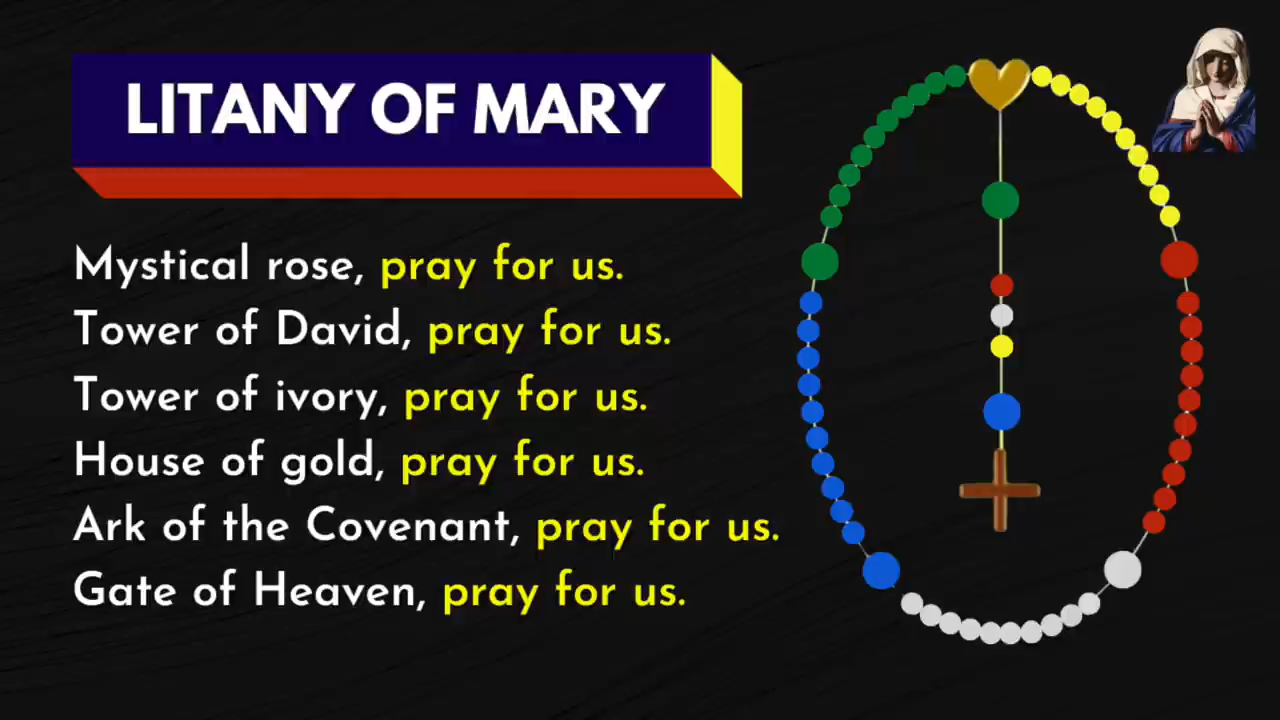 LITANY OF MARY
Mystical rose, pray for us.
Tower of David, pray for us.
Tower of ivory, pray for us.
House of gold, pray for us.
Ark of the Covenant, pray for us.
Gate of Heaven, pray for us.